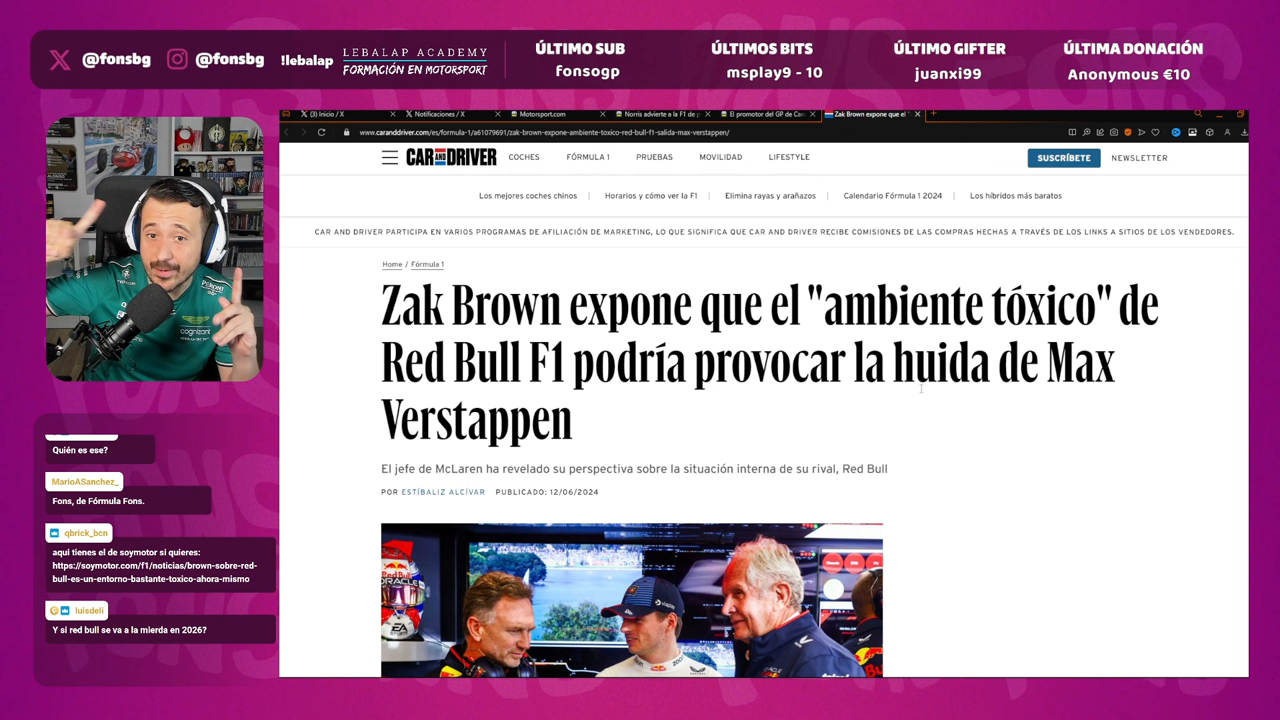 @fonsbg
@fonsbg
!lebalap
LEBALAP ACADEMY
FORMACIÓN EN MOTORSPORT
ÚLTIMO SUB
fonsogp
ÚLTIMOS BITS
msplay9 - 10
ÚLTIMO GIFTER
juanxi99
ÚLTIMA DONACIÓN
Anonymous €10
(3) Inicio / X
Notificaciones / X
Motorsport.com
Norris advierte a la F1 de p
El promotor del GP de Can
Zak Brown expone que el "
www.caranddriver.com/es/formula-1/a61079691/zak-brown-expone-ambiente-toxico-red-bull-f1-salida-max-verstappen/
CAR AND DRIVER
COCHES
FÓRMULA 1
PRUEBAS
MOVILIDAD
LIFESTYLE
SUSCRÍBETE
NEWSLETTER
Los mejores coches chinos
Horarios y cómo ver la F1
Elimina rayas y arañazos
Calendario Fórmula 1 2024
Los híbridos más baratos
CAR AND DRIVER PARTICIPA EN VARIOS PROGRAMAS DE AFILIACIÓN DE MARKETING, LO QUE SIGNIFICA QUE CAR AND DRIVER RECIBE COMISIONES DE LAS COMPRAS HECHAS A TRAVÉS DE LOS LINKS A SITIOS DE LOS VENDEDORES.
Home / Fórmula 1
Zak Brown expone que el "ambiente tóxico" de
Red Bull F1 podría provocar la huida de Max
Verstappen
El jefe de McLaren ha revelado su perspectiva sobre la situación interna de su rival, Red Bull
POR ESTÍBALIZ ALCÍVAR PUBLICADO: 12/06/2024
Quién es ese?
MarioASanchez_
Fons, de Fórmula Fons.
qbrick_bcn
aqui tienes el de soymotor si quieres:
https://soymotor.com/f1/noticias/brown-sobre-red-
bull-es-un-entorno-bastante-toxico-ahora-mismo
luisdeli
Y si red bull se va a la mierda en 2026?
cognizant
ORACLE
EA